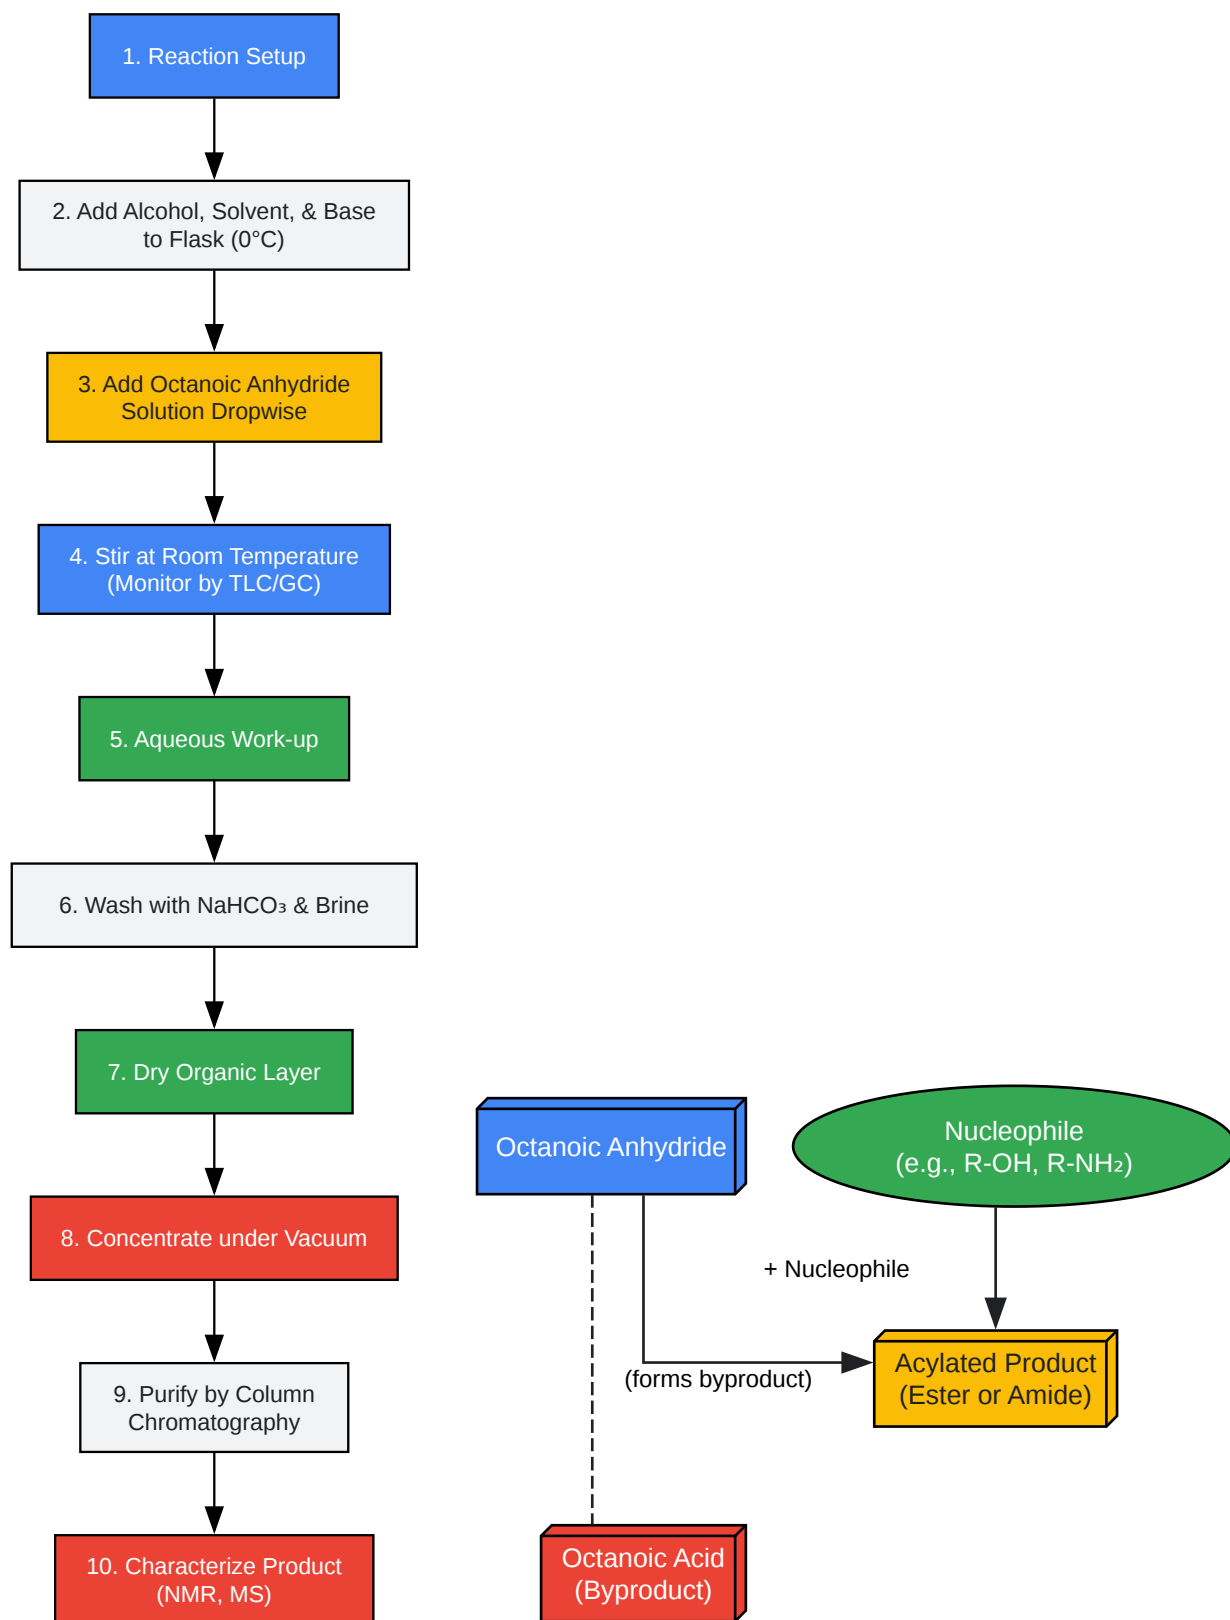 1. Reaction Setup
2. Add Alcohol, Solvent, & Base
to Flask (0°C)
3. Add Octanoic Anhydride
Solution Dropwise
4. Stir at Room Temperature
(Monitor by TLC/GC)
5. Aqueous Work-up
6. Wash with NaHCO₃ & Brine
7. Dry Organic Layer
8. Concentrate under Vacuum
9. Purify by Column
Chromatography
10. Characterize Product
(NMR, MS)
Octanoic Anhydride
Nucleophile
(e.g., R-OH, R-NH₂)
+ Nucleophile
(forms byproduct)
Acylated Product
(Ester or Amide)
Octanoic Acid
(Byproduct)